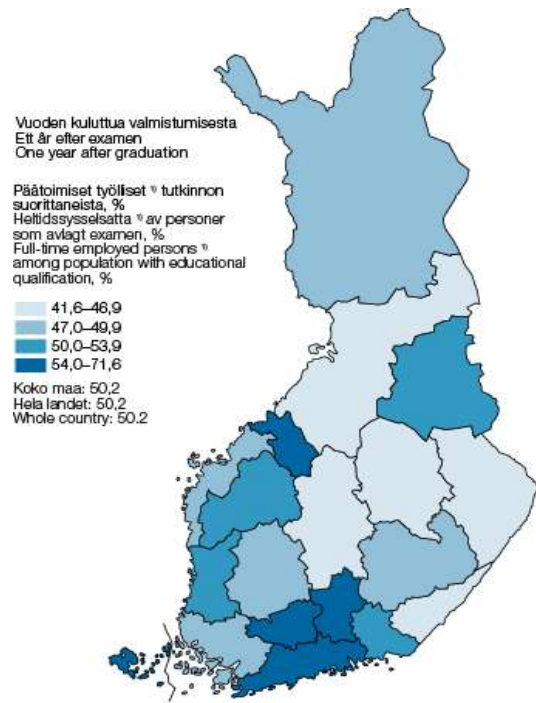 Vuoden kuluttua valmistumisesta
Ett år efter examen
One year after graduation
Päätoimiset työlliset ¹⁾ tutkinnon
suorittaneista, %
Heltidssysselsatta ¹⁾ av personer
som avlagt examen, %
Full-time employed persons ¹⁾
among population with educational
qualification, %
41,6–46,9
47,0–49,9
50,0–53,9
54,0–71,6
Koko maa: 50,2
Hela landet: 50,2
Whole country: 50.2